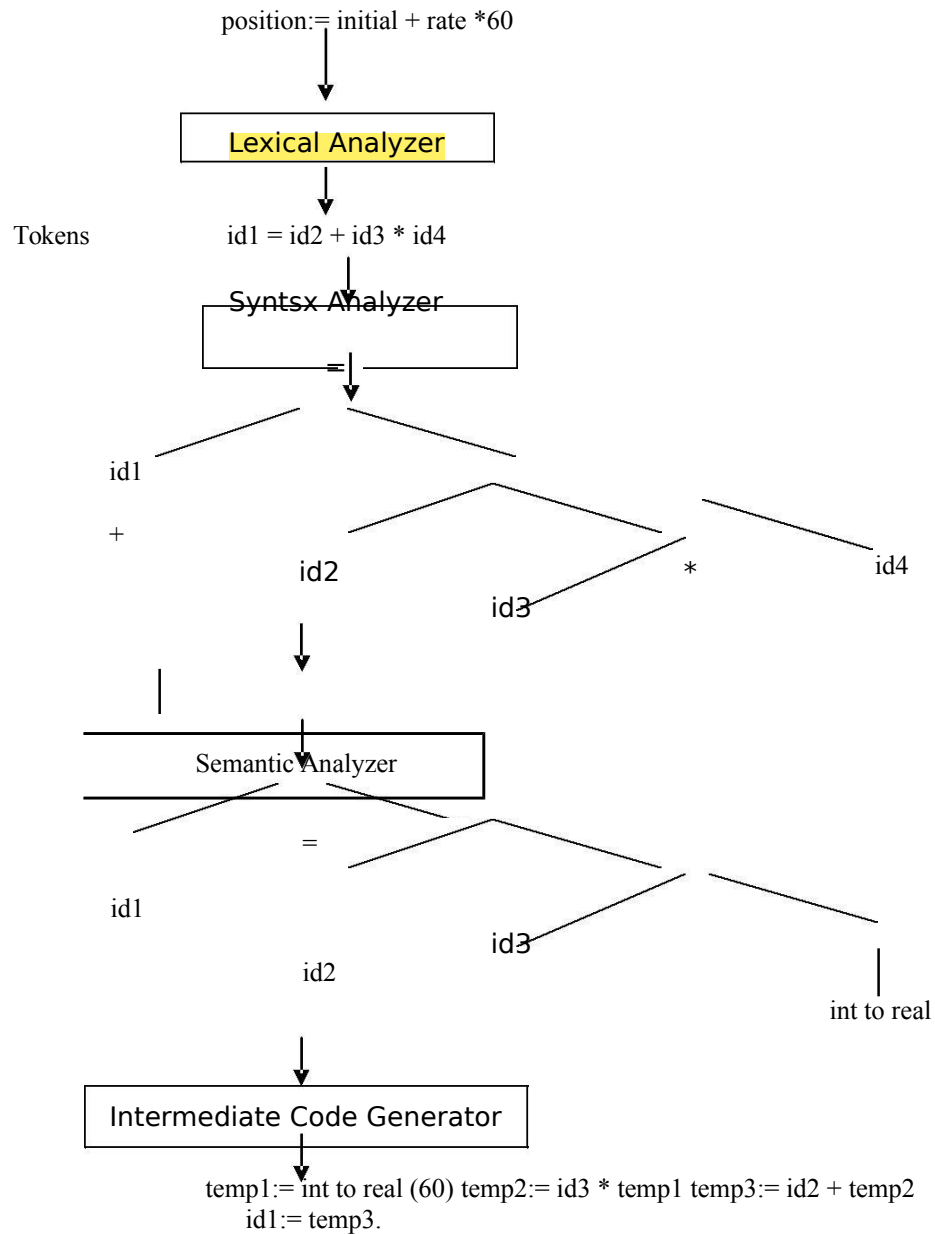 position:= initial + rate *60
Lexical Analyzer
Tokens id1 = id2 + id3 * id4
Syntsx Analyzer
=
id1
+
id2 * id4
id3
Semantic Analyzer
=
id1
id3
id2
int to real
Intermediate Code Generator
temp1:= int to real (60) temp2:= id3 * temp1 temp3:= id2 + temp2
id1:= temp3.